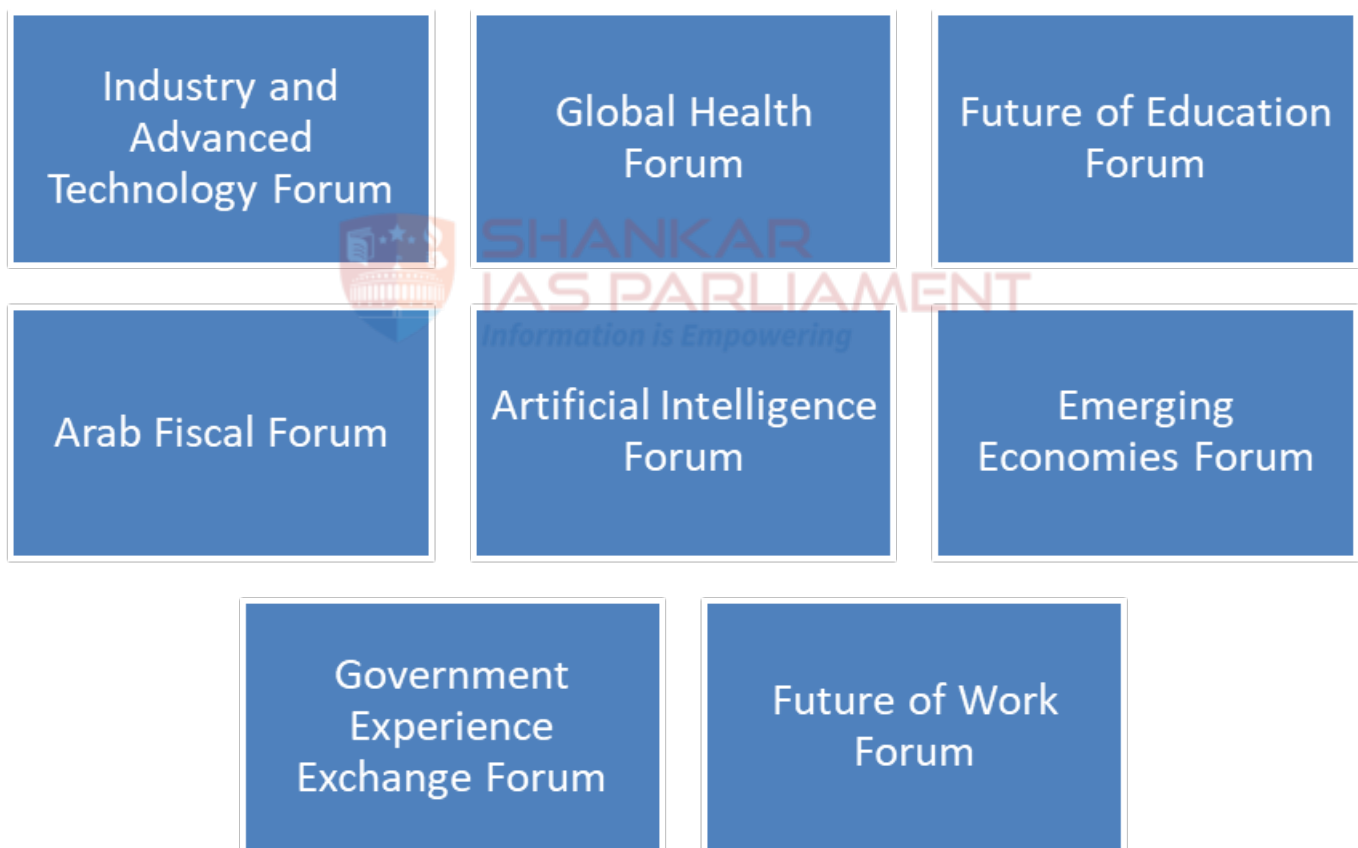 Industry and
Advanced
Technology Forum
Global Health
Forum
Future of Education
Forum
SHANKAR
IAS PARLIAMENT
Information is Empowering
Arab Fiscal Forum
Artificial Intelligence
Forum
Emerging
Economies Forum
Government
Experience
Exchange Forum
Future of Work
Forum